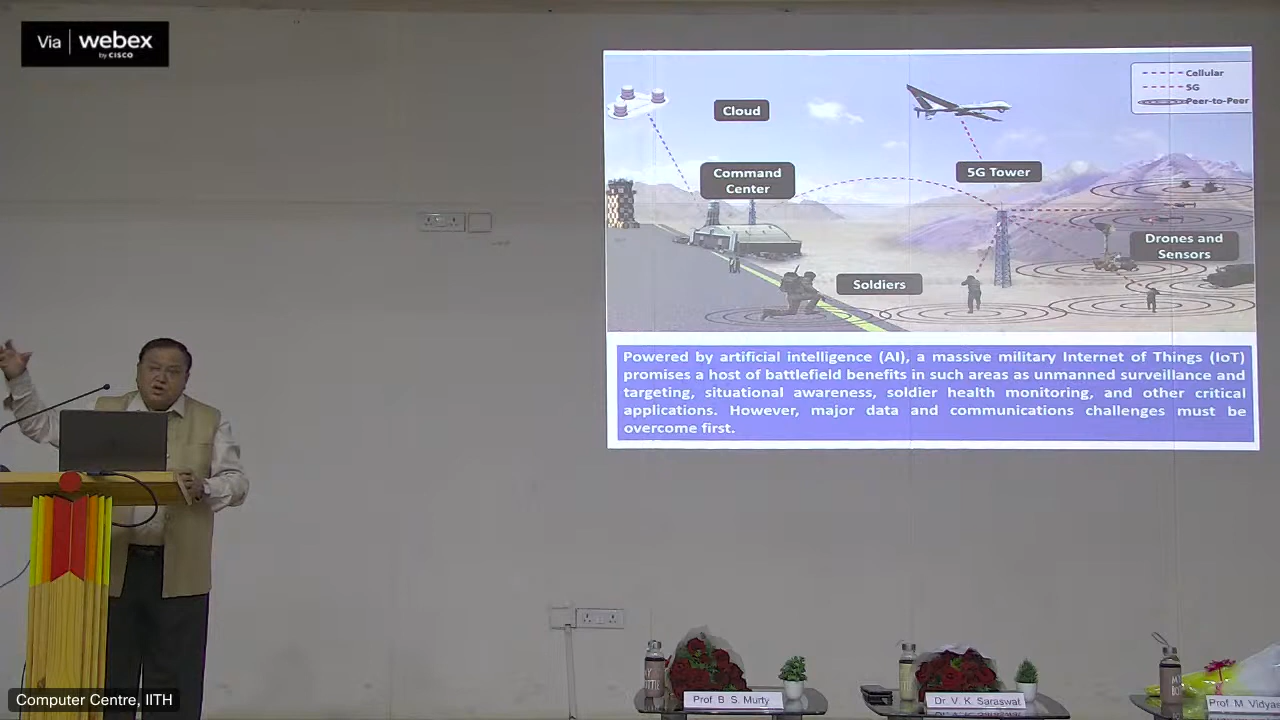 Via webex
by CISCO
Cellular
5G
Peer-to-Peer
Cloud
Command
Center
5G Tower
Drones and
Sensors
Soldiers
Powered by artificial intelligence (AI), a massive military Internet of Things (IoT)
promises a host of battlefield benefits in such areas as unmanned surveillance and
targeting, situational awareness, soldier health monitoring, and other critical
applications. However, major data and communications challenges must be
overcome first.
Prof. B. S. Murty
Dr. V. K. Saraswat
Prof. M. Vidyas
Computer Centre, IITH